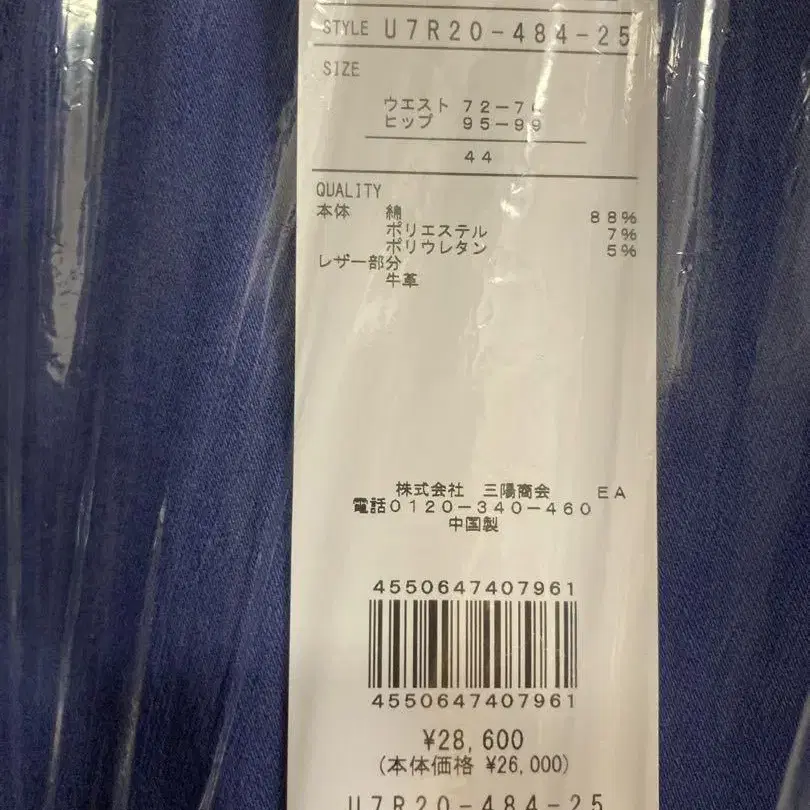 STYLE U7R20-484-25
SIZE
ウエスト 72-7
ヒップ 95-99
44
QUALITY
本体 綿 88%
ポリエステル 7%
ポリウレタン 5%
レザー部分
牛革
株式会社 三陽商会 EA
電話0120-340-460
中国製
4550647407961
4550647407961
¥28,600
(本体価格 ¥26,000)
U7R20-484-25